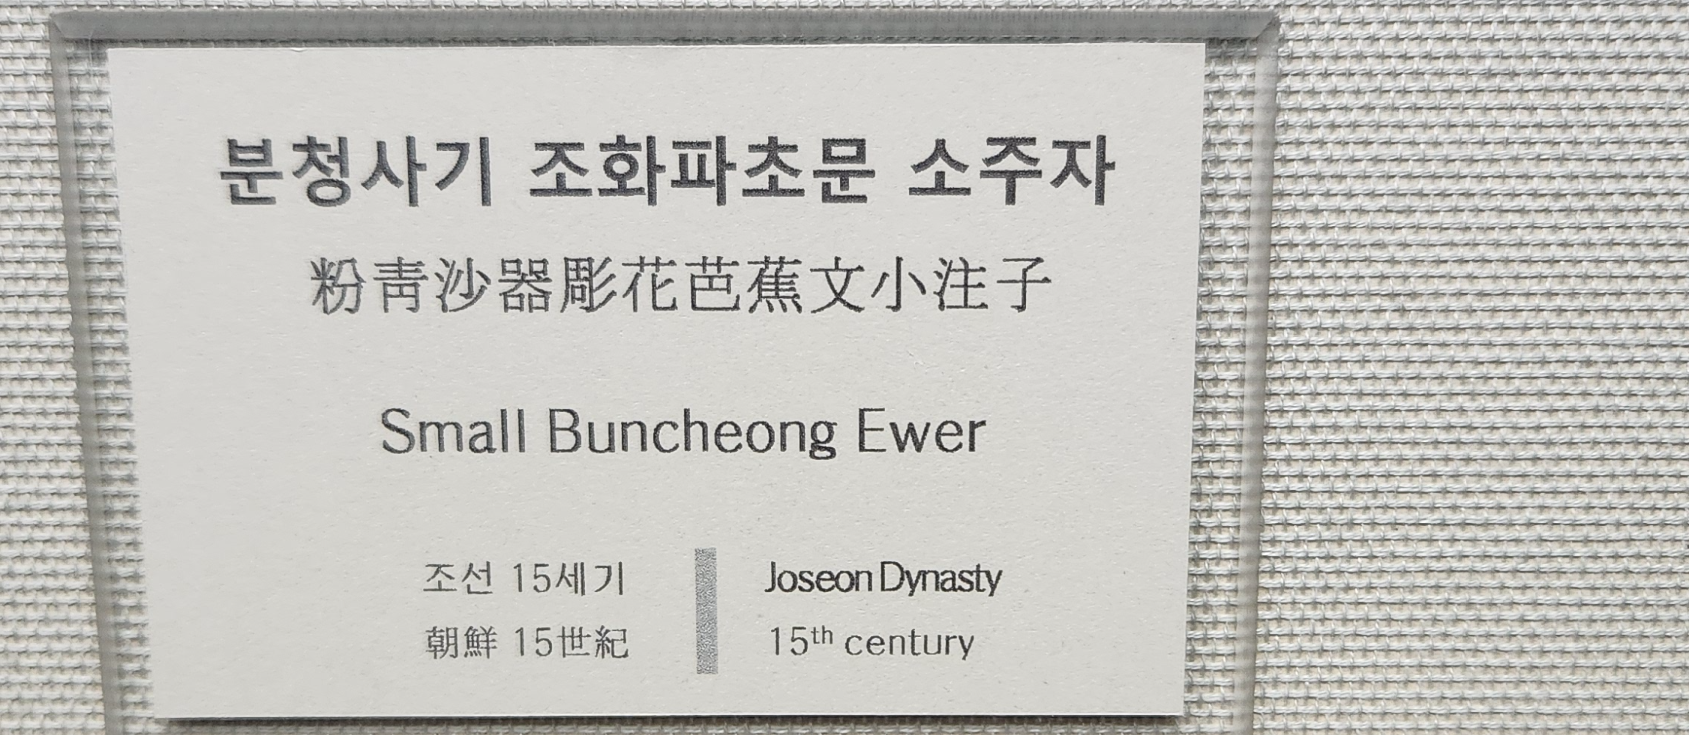 분청사기 조화파초문 소주자
粉靑沙器彫花芭蕉文小注子
Small Buncheong Ewer
조선 15세기
朝鮮 15世紀
Joseon Dynasty
15th century